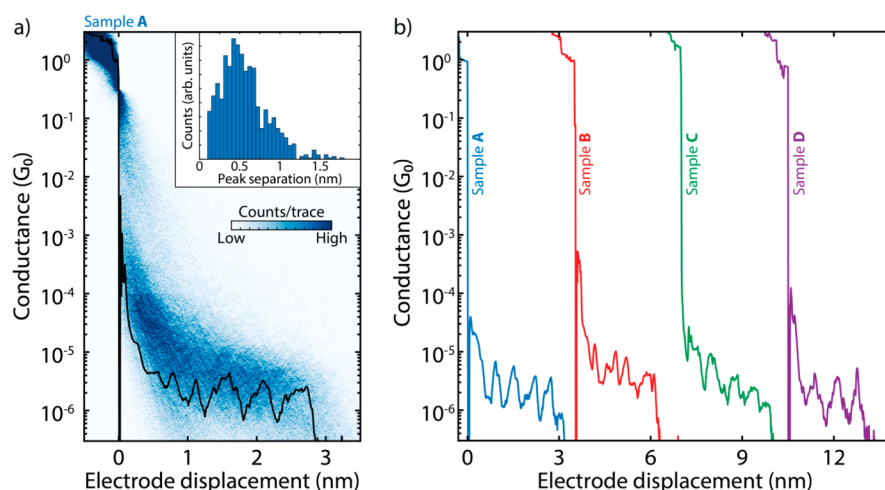 Sample A
a)
Counts (arb. units)
0
0.5
1
1.5
Peak separation (nm)
Counts/trace
Low
High
10⁰
10⁻¹
10⁻²
10⁻³
10⁻⁴
10⁻⁵
10⁻⁶
Conductance (G₀)
0
1
2
3
Electrode displacement (nm)
b)
Sample A
Sample B
Sample C
Sample D
10⁰
10⁻¹
10⁻²
10⁻³
10⁻⁴
10⁻⁵
10⁻⁶
Conductance (G₀)
0
3
6
9
12
Electrode displacement (nm)